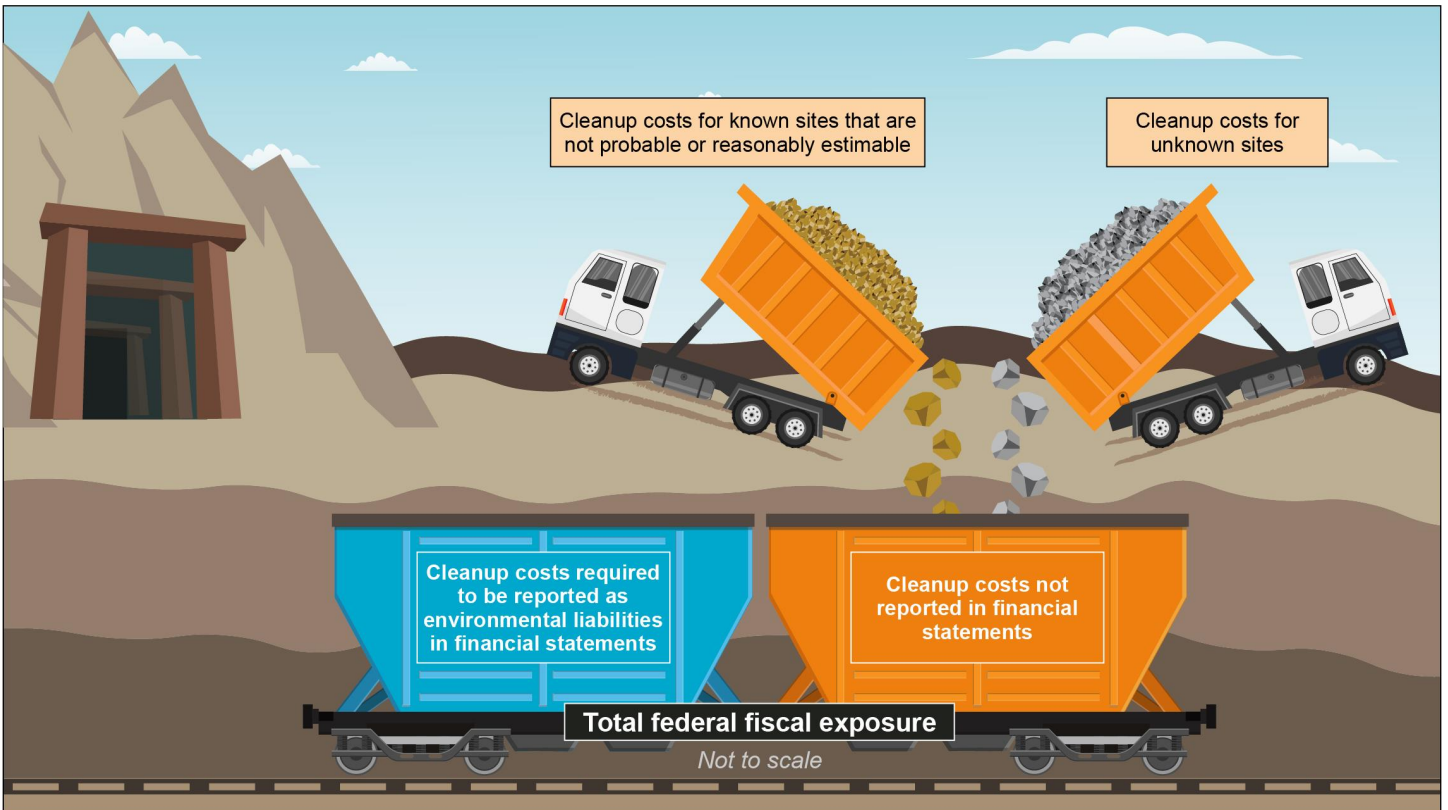 Cleanup costs for known sites that are
not probable or reasonably estimable
Cleanup costs for
unknown sites
Cleanup costs required
to be reported as
environmental liabilities
in financial statements
Cleanup costs not
reported in financial
statements
Total federal fiscal exposure
Not to scale